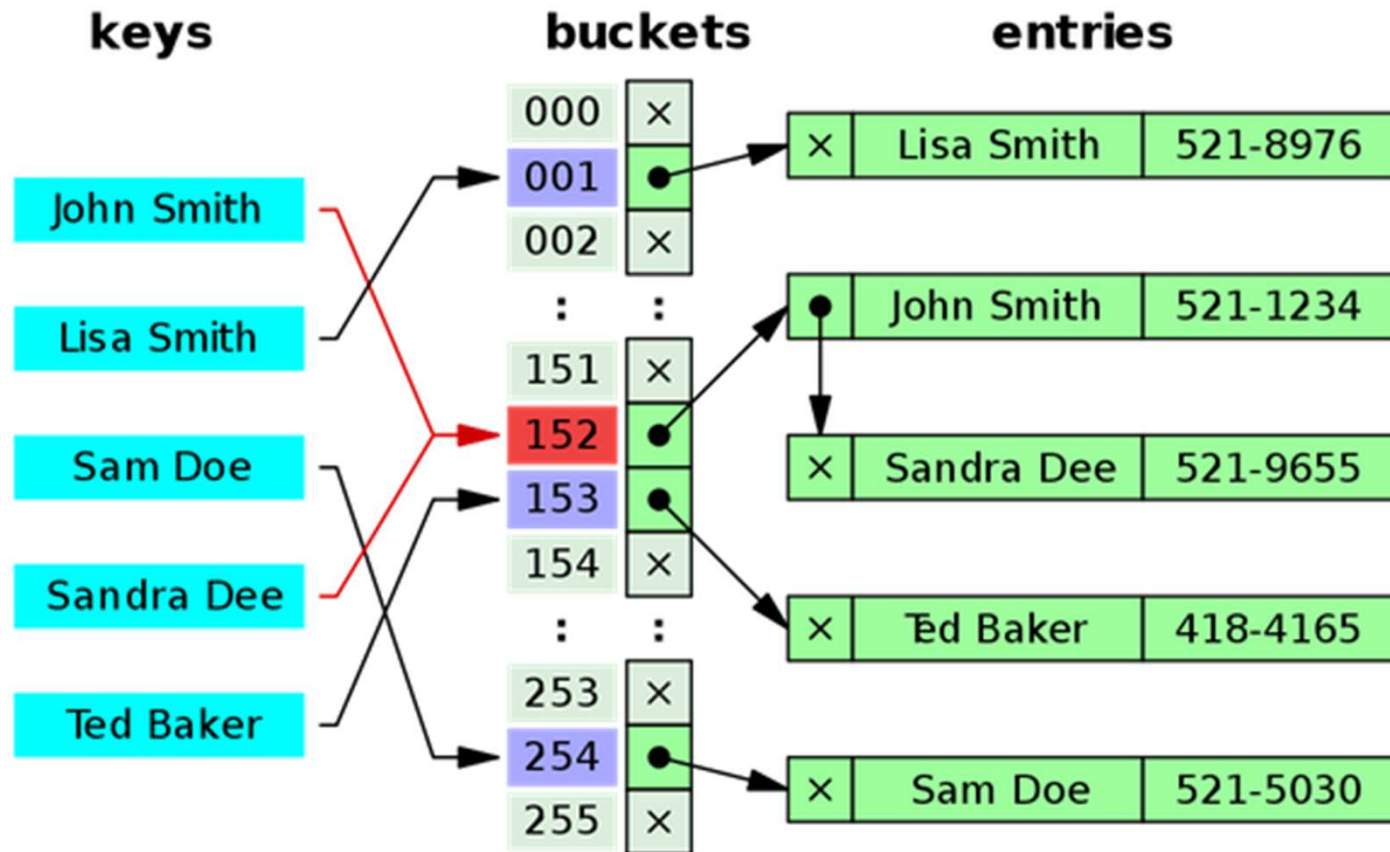 keys buckets entries
John Smith
Lisa Smith
Sam Doe
Sandra Dee
Ted Baker
000 ×
001
002 ×
: :
151 ×
152
153
154 ×
: :
253 ×
254
255 ×
× Lisa Smith 521-8976
John Smith 521-1234
× Sandra Dee 521-9655
× Ted Baker 418-4165
× Sam Doe 521-5030